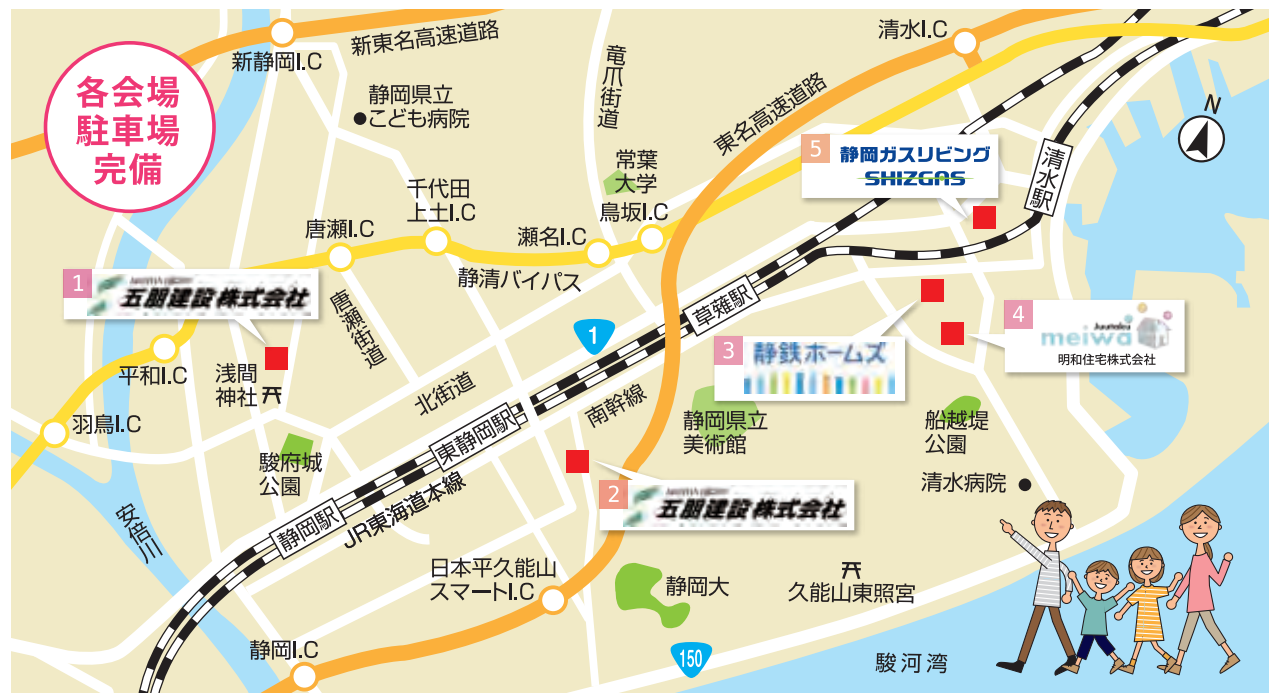 各会場
駐車場
完備
新静岡I.C
新東名高速道路
静岡県立
こども病院
竜爪街道
清水I.C
東名高速道路
N
5
静岡ガスリビング
SHIZGAS
清水駅
常葉
大学
鳥坂I.C
千代田
上土I.C
唐瀬I.C
瀬名I.C
静清バイパス
1
五朋建設株式会社
唐瀬街道
1
草薙駅
3
静鉄ホームズ
4
Juutaku
meiwa
明和住宅株式会社
平和I.C
浅間
神社
北街道
羽鳥I.C
南幹線
静岡県立
美術館
船越堤
公園
東静岡駅
駿府城
公園
清水病院
2
五朋建設株式会社
静岡駅
JR東海道本線
安倍川
日本平久能山
スマートI.C
静岡大
久能山東照宮
静岡I.C
150
駿河湾